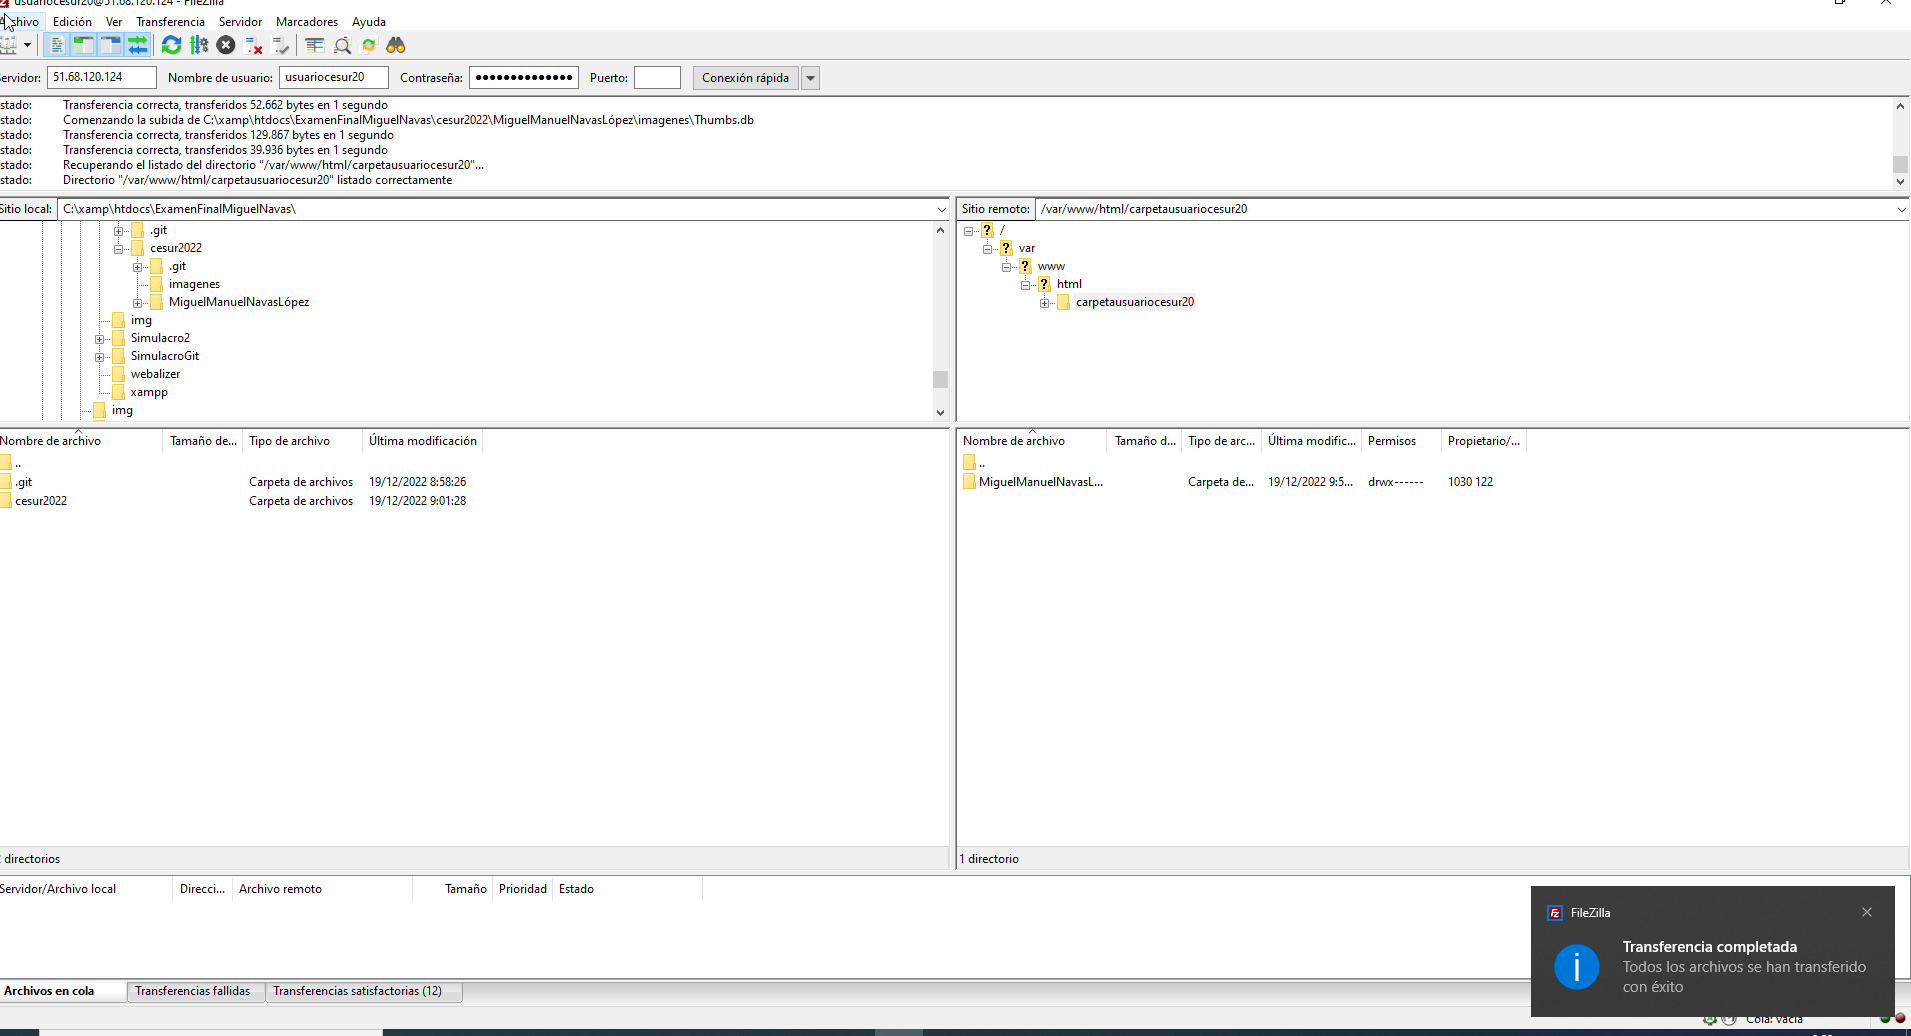 usuariocesur20@51.68.120.124 - FileZilla
Archivo Edición Ver Transferencia Servidor Marcadores Ayuda
Servidor: 51.68.120.124 Nombre de usuario: usuariocesur20 Contraseña: ●●●●●●●●●●●●●● Puerto: Conexión rápida
stado: Transferencia correcta, transferidos 52.662 bytes en 1 segundo
stado: Comenzando la subida de C:\xamp\htdocs\ExamenFinalMiguelNavas\cesur2022\MiguelManuelNavasLópez\imagenes\Thumbs.db
stado: Transferencia correcta, transferidos 129.867 bytes en 1 segundo
stado: Transferencia correcta, transferidos 39.936 bytes en 1 segundo
stado: Recuperando el listado del directorio "/var/www/html/carpetausuariocesur20"...
stado: Directorio "/var/www/html/carpetausuariocesur20" listado correctamente
Sitio local: C:\xamp\htdocs\ExamenFinalMiguelNavas\
.git
cesur2022
.git
imagenes
MiguelManuelNavasLópez
img
Simulacro2
SimulacroGit
webalizer
xampp
img
Sitio remoto: /var/www/html/carpetausuariocesur20
/
var
www
html
carpetausuariocesur20
Nombre de archivo Tamaño de... Tipo de archivo Última modificación
..
.git Carpeta de archivos 19/12/2022 8:58:26
cesur2022 Carpeta de archivos 19/12/2022 9:01:28
directorios
Nombre de archivo Tamaño d... Tipo de arc... Última modific... Permisos Propietario/...
..
MiguelManuelNavasL... Carpeta de... 19/12/2022 9:5... drwx------ 1030 122
1 directorio
Servidor/Archivo local Direcci... Archivo remoto Tamaño Prioridad Estado
Archivos en cola Transferencias fallidas Transferencias satisfactorias (12)
FileZilla
Transferencia completada
Todos los archivos se han transferido
con éxito
Cola: vacía